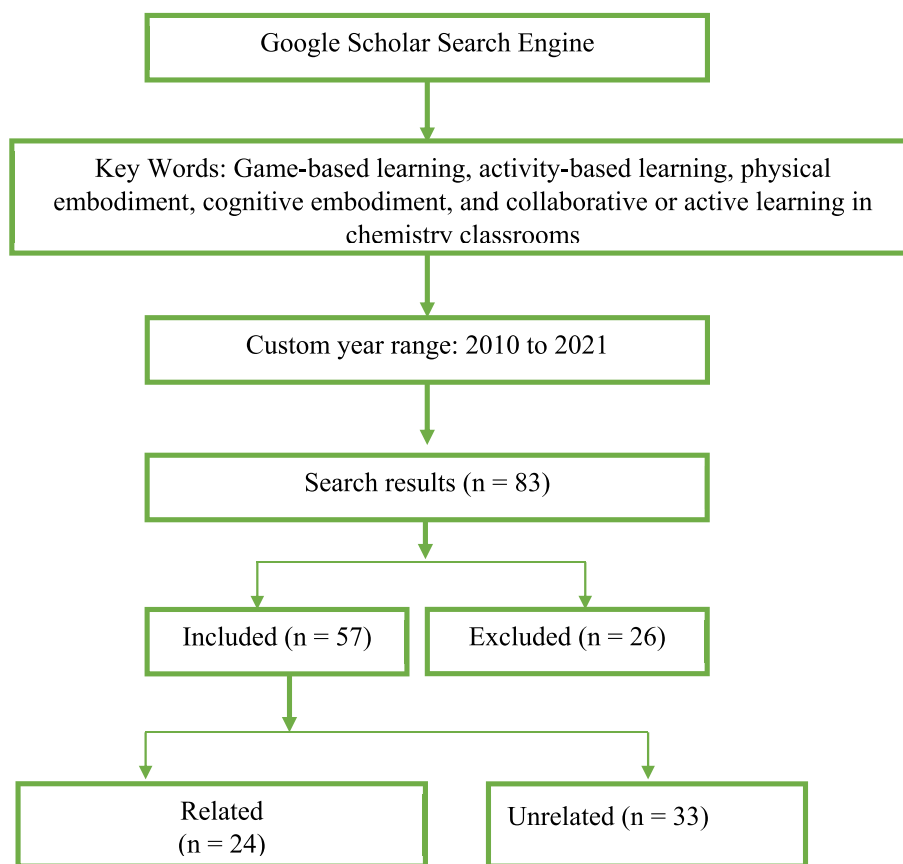 Google Scholar Search Engine
Key Words: Game-based learning, activity-based learning, physical
embodiment, cognitive embodiment, and collaborative or active learning in
chemistry classrooms
Custom year range: 2010 to 2021
Search results (n = 83)
Included (n = 57)
Excluded (n = 26)
Related
(n = 24)
Unrelated (n = 33)